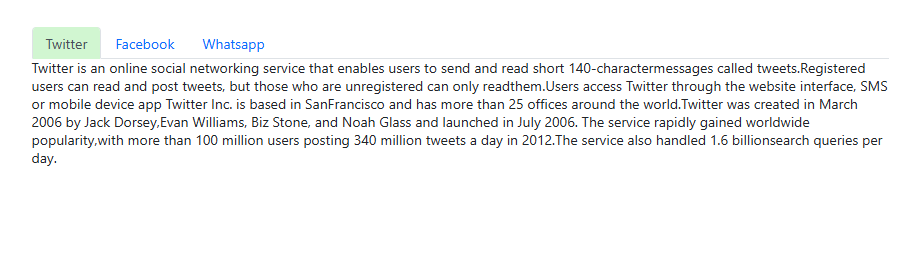 Twitter Facebook Whatsapp
Twitter is an online social networking service that enables users to send and read short 140-charactermessages called tweets.Registered
users can read and post tweets, but those who are unregistered can only readthem.Users access Twitter through the website interface, SMS
or mobile device app Twitter Inc. is based in SanFrancisco and has more than 25 offices around the world.Twitter was created in March
2006 by Jack Dorsey,Evan Williams, Biz Stone, and Noah Glass and launched in July 2006. The service rapidly gained worldwide
popularity,with more than 100 million users posting 340 million tweets a day in 2012.The service also handled 1.6 billionsearch queries per
day.